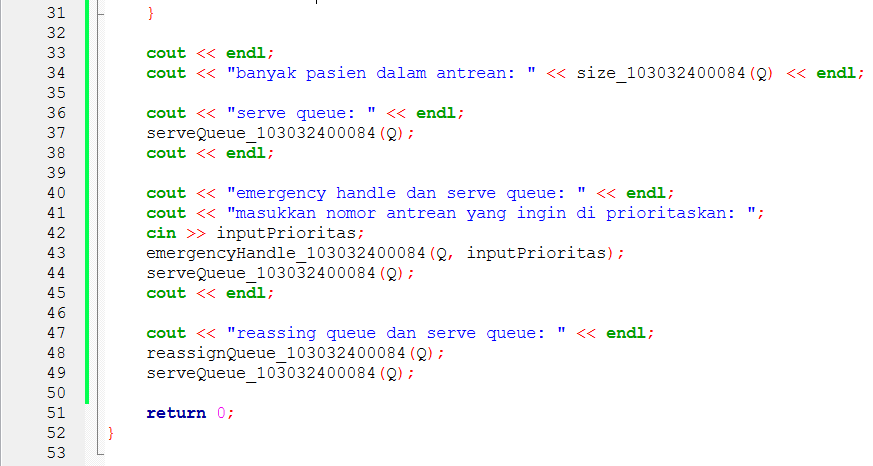 31 }
32
33 cout << endl;
34 cout << "banyak pasien dalam antrean: " << size_103032400084(Q) << endl;
35
36 cout << "serve queue: " << endl;
37 serveQueue_103032400084(Q);
38 cout << endl;
39
40 cout << "emergency handle dan serve queue: " << endl;
41 cout << "masukkan nomor antrean yang ingin di prioritaskan: ";
42 cin >> inputPrioritas;
43 emergencyHandle_103032400084(Q, inputPrioritas);
44 serveQueue_103032400084(Q);
45 cout << endl;
46
47 cout << "reassing queue dan serve queue: " << endl;
48 reassignQueue_103032400084(Q);
49 serveQueue_103032400084(Q);
50
51 return 0;
52 }
53